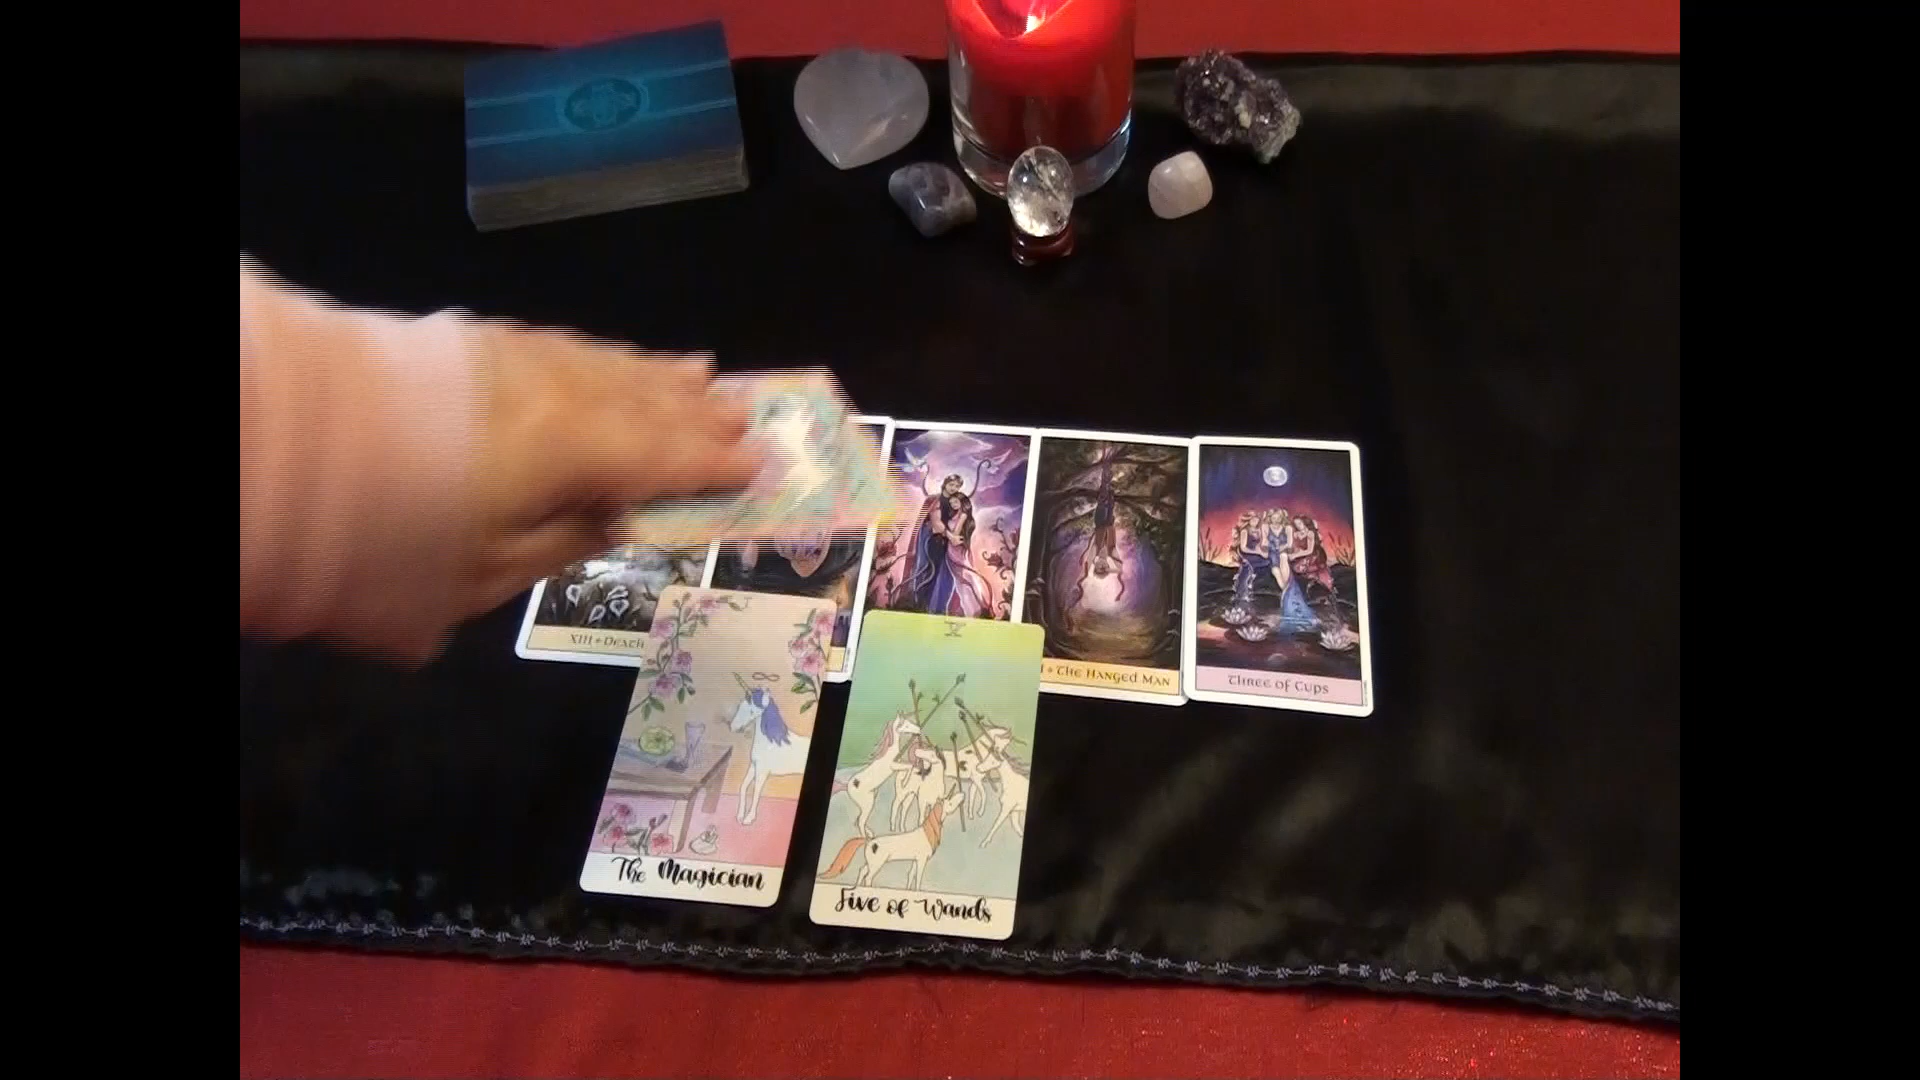 XIII + DEATH
+ THE HANGED MAN
THREE OF CUPS
I
V
The Magician
Five of Wands